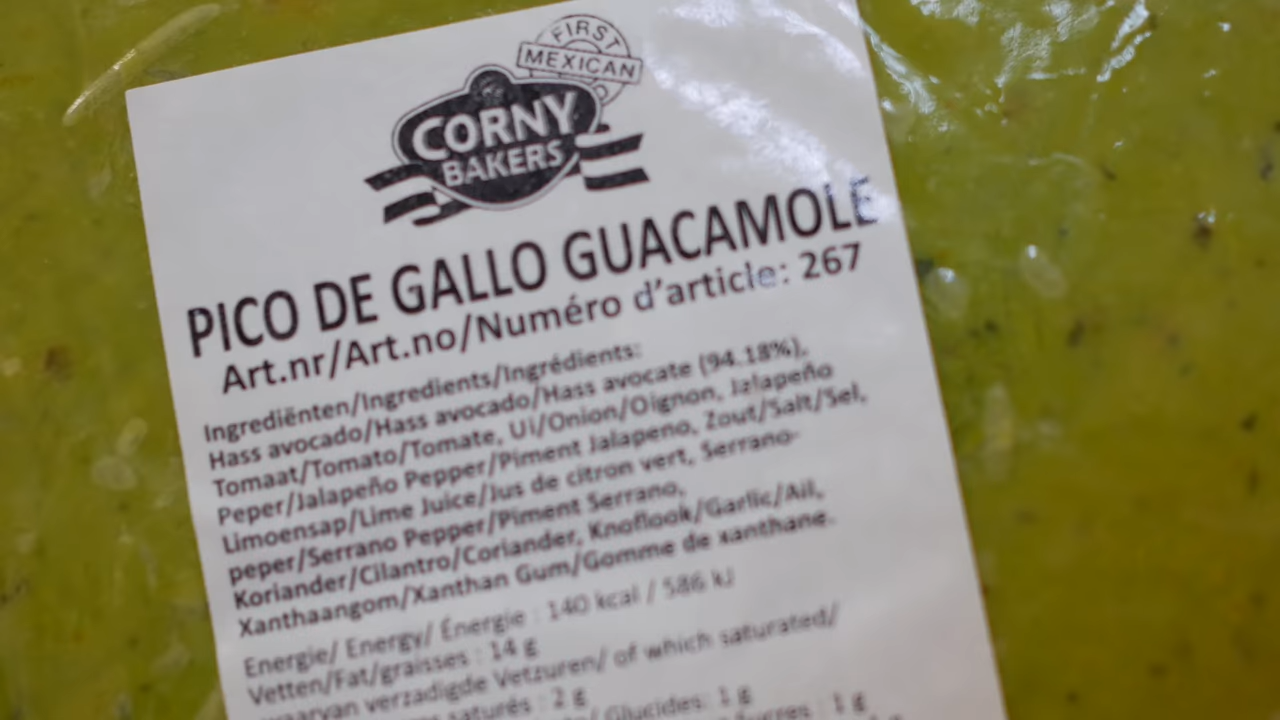 FIRST
MEXICAN
CORNY
BAKERS
PICO DE GALLO GUACAMOLE
Art.nr/Art.no/Numéro d'article: 267
Ingrediënten/Ingredients/Ingrédients:
Hass avocado/Hass avocado/Hass avocate (94.18%),
Tomaat/Tomato/Tomate, Ui/Onion/Oignon, Jalapeño
Peper/Jalapeño Pepper/Piment Jalapeno, Zout/Salt/Sel,
Limoensap/Lime Juice/Jus de citron vert, Serrano-
peper/Serrano Pepper/Piment Serrano,
Koriander/Cilantro/Coriander, Knoflook/Garlic/Ail,
Xanthaangom/Xanthan Gum/Gomme de xanthane.
Energie/ Energy/ Énergie : 140 kcal / 586 kJ
Vetten/Fat/graisses : 14 g
waarvan verzadigde Vetzuren/ of which saturated/
saturés : 2 g
Glucides: 1 g
sucres : 1 g